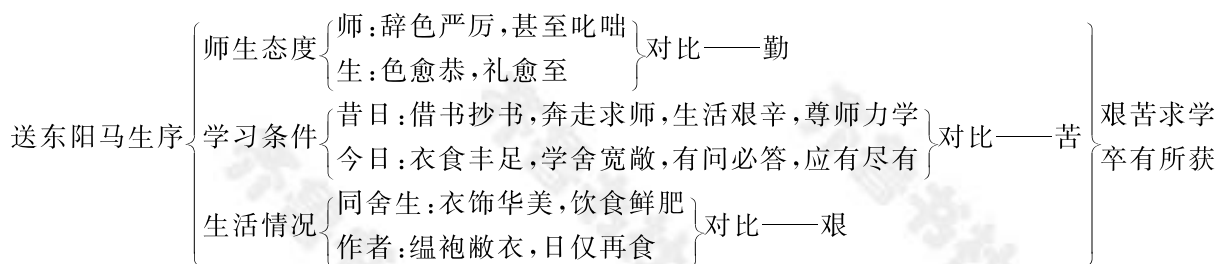 师:辞色严厉,甚至叱咄
师生态度 对比——勤
生:色愈恭,礼愈至
昔日:借书抄书,奔走求师,生活艰辛,尊师力学
送东阳马生序 学习条件 对比——苦 艰苦求学
今日:衣食丰足,学舍宽敞,有问必答,应有尽有 卒有所获
同舍生:衣饰华美,饮食鲜肥
生活情况 对比——艰
作者:缊袍敝衣,日仅再食